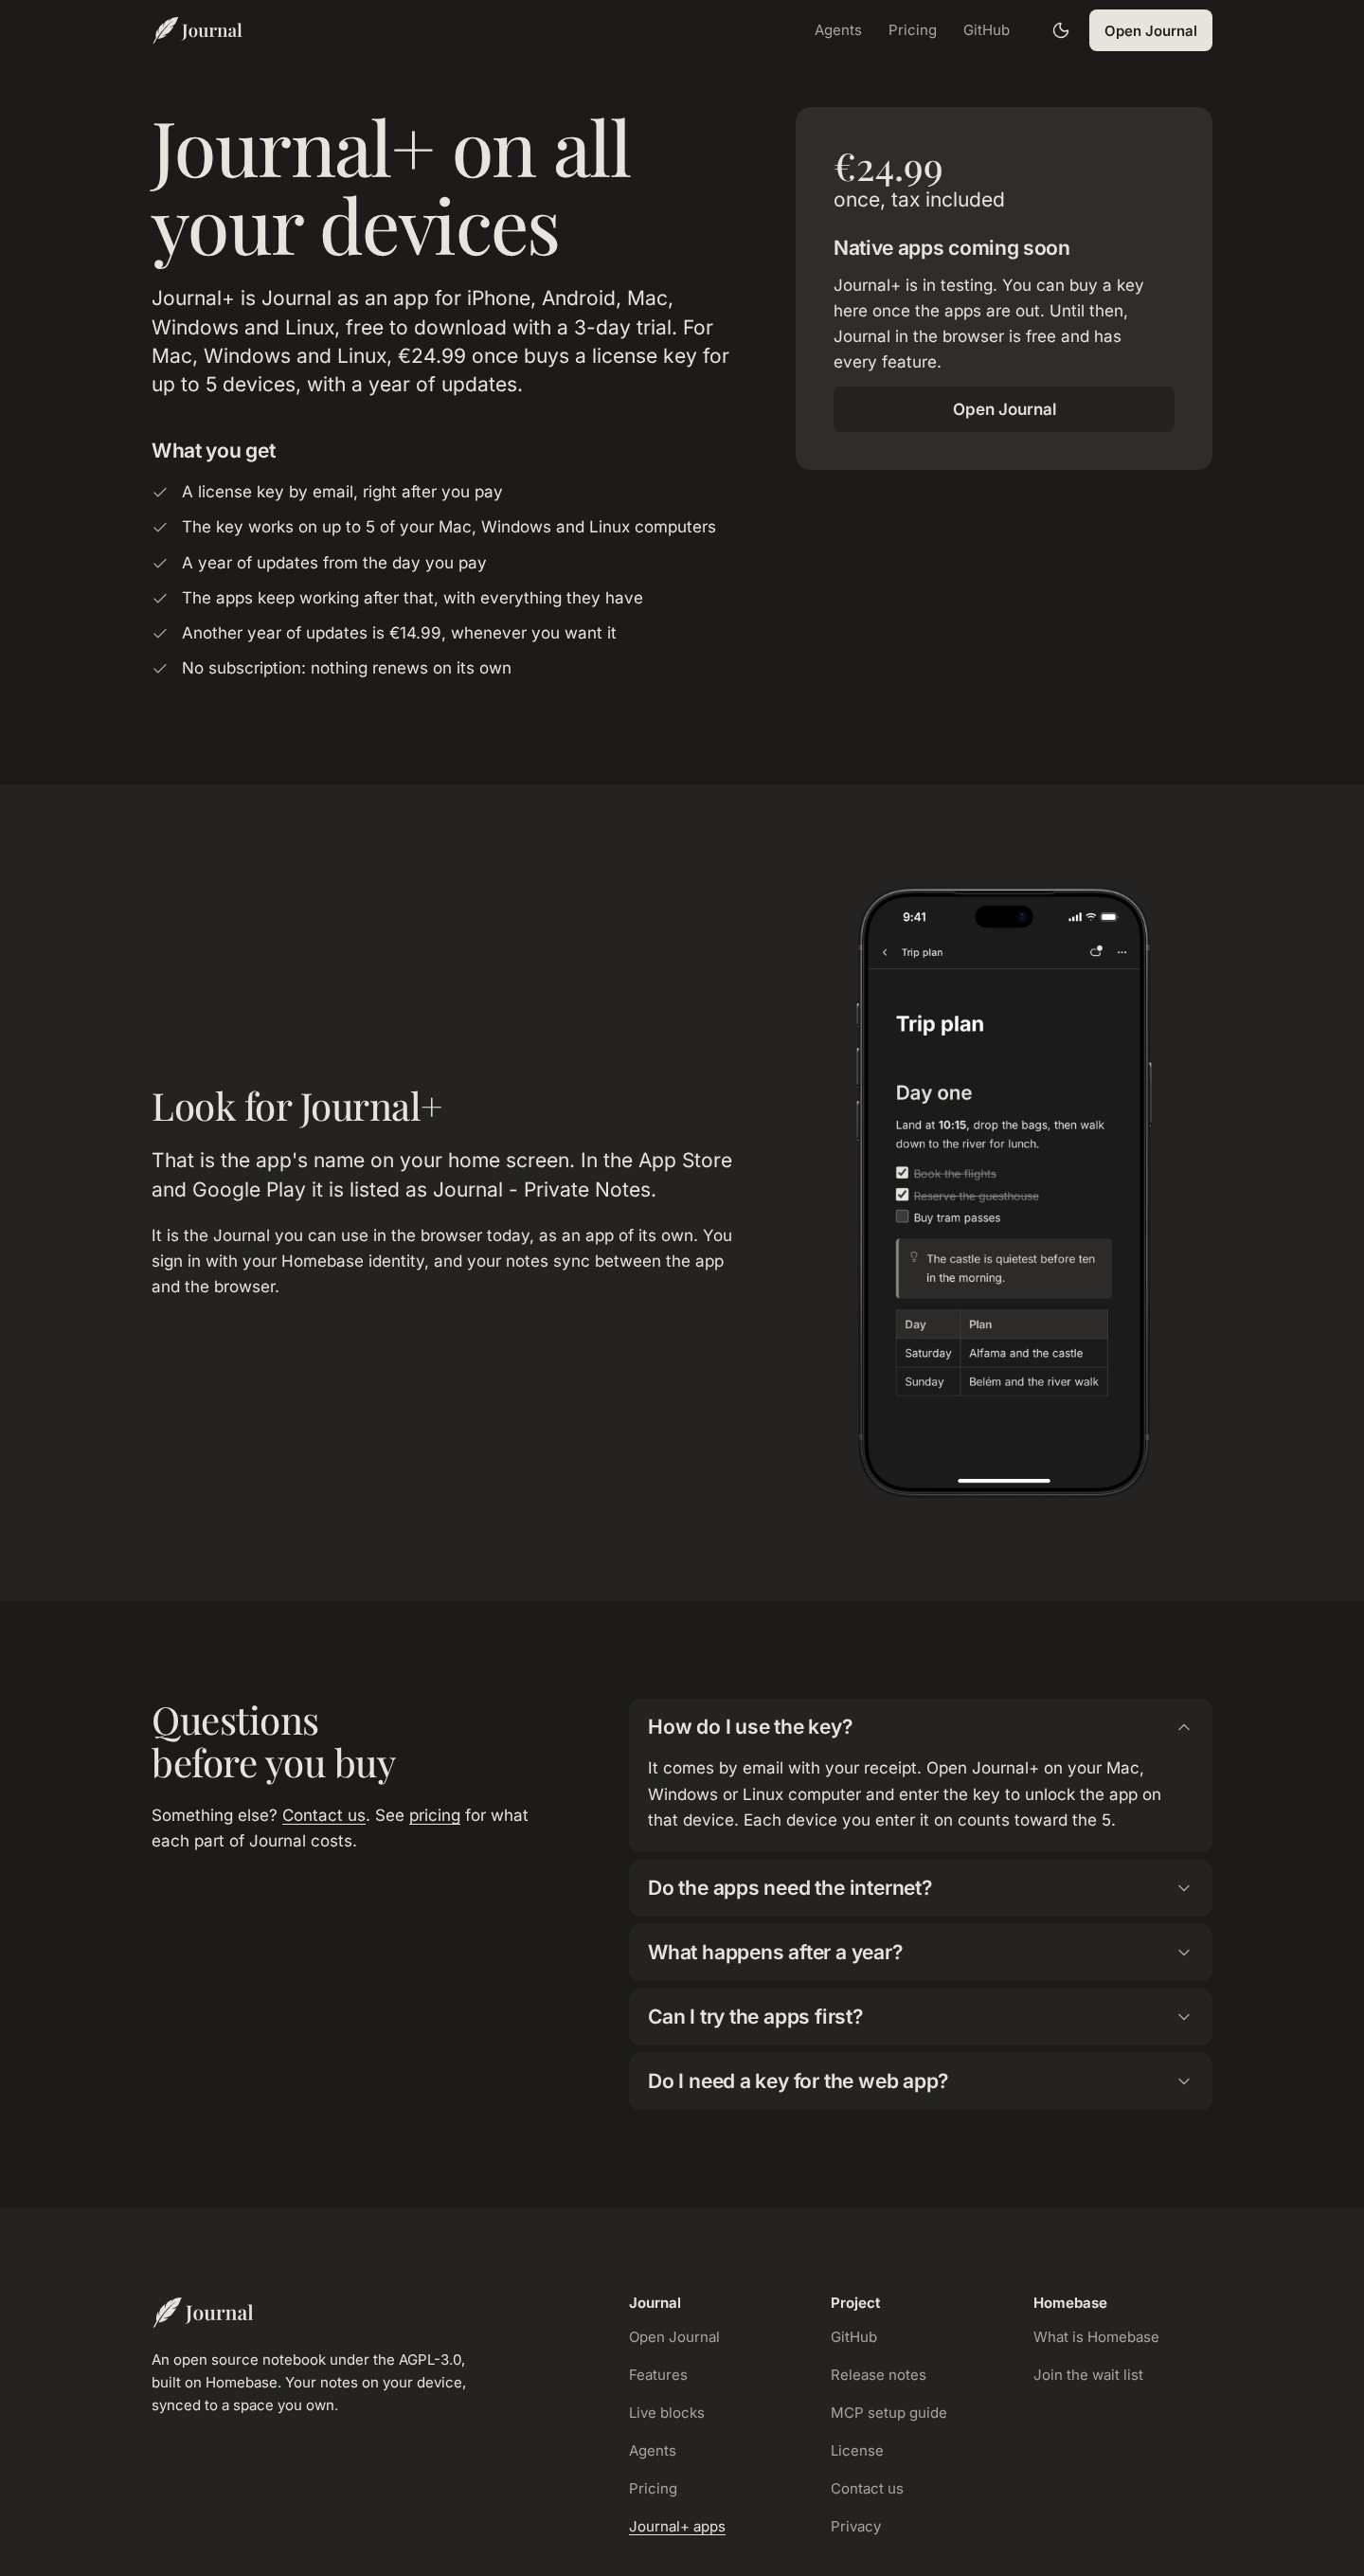 Journal
Agents
Pricing
GitHub
Open Journal
Journal+ on all
your devices
Journal+ is Journal as an app for iPhone, Android, Mac,
Windows and Linux, free to download with a 3-day trial. For
Mac, Windows and Linux, €24.99 once buys a license key for
up to 5 devices, with a year of updates.
What you get
A license key by email, right after you pay
The key works on up to 5 of your Mac, Windows and Linux computers
A year of updates from the day you pay
The apps keep working after that, with everything they have
Another year of updates is €14.99, whenever you want it
No subscription: nothing renews on its own
€24.99
once, tax included
Native apps coming soon
Journal+ is in testing. You can buy a key
here once the apps are out. Until then,
Journal in the browser is free and has
every feature.
Open Journal
Look for Journal+
That is the app's name on your home screen. In the App Store
and Google Play it is listed as Journal - Private Notes.
It is the Journal you can use in the browser today, as an app of its own. You
sign in with your Homebase identity, and your notes sync between the app
and the browser.
9:41
Trip plan
Trip plan
Day one
Land at 10:15, drop the bags, then walk
down to the river for lunch.
Book the flights
Reserve the guesthouse
Buy tram passes
The castle is quietest before ten
in the morning.
Day Plan
Saturday Alfama and the castle
Sunday Belém and the river walk
Questions
before you buy
Something else? Contact us. See pricing for what
each part of Journal costs.
How do I use the key?
It comes by email with your receipt. Open Journal+ on your Mac,
Windows or Linux computer and enter the key to unlock the app on
that device. Each device you enter it on counts toward the 5.
Do the apps need the internet?
What happens after a year?
Can I try the apps first?
Do I need a key for the web app?
Journal
An open source notebook under the AGPL-3.0,
built on Homebase. Your notes on your device,
synced to a space you own.
Journal
Open Journal
Features
Live blocks
Agents
Pricing
Journal+ apps
Project
GitHub
Release notes
MCP setup guide
License
Contact us
Privacy
Homebase
What is Homebase
Join the wait list